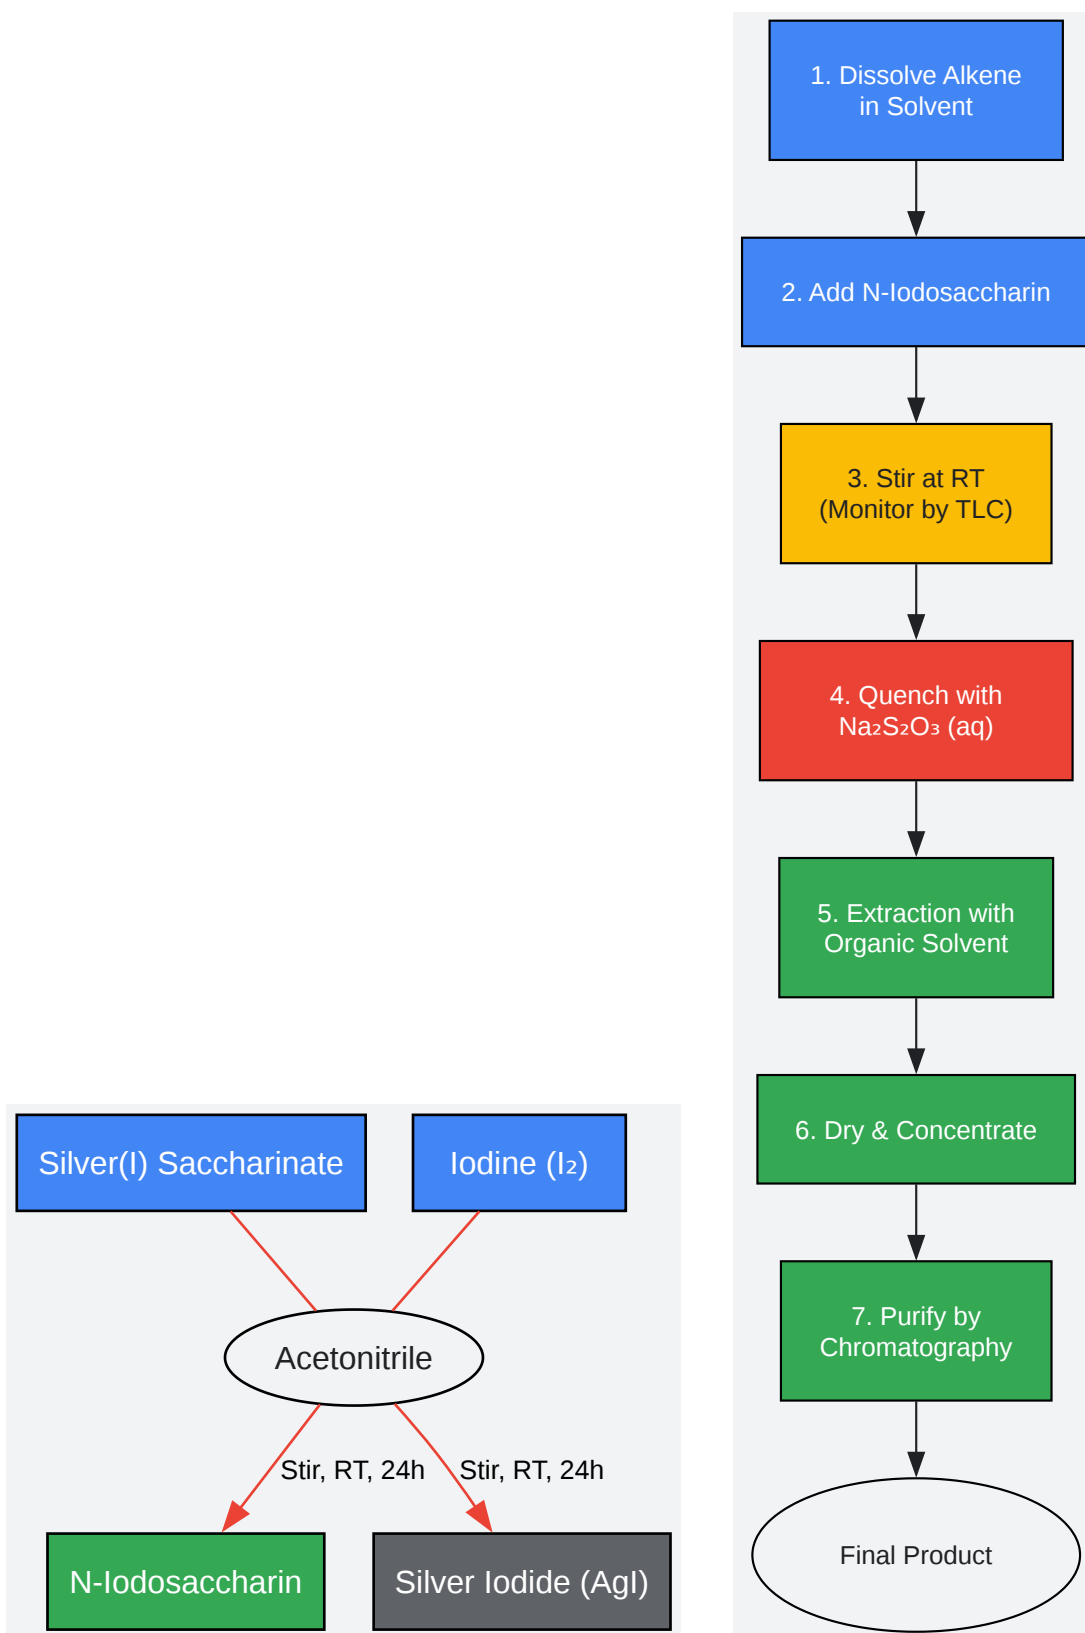 1. Dissolve Alkene
in Solvent
2. Add N-Iodosaccharin
3. Stir at RT
(Monitor by TLC)
4. Quench with
Na₂S₂O₃ (aq)
5. Extraction with
Organic Solvent
6. Dry & Concentrate
7. Purify by
Chromatography
Final Product
Silver(I) Saccharinate
Iodine (I₂)
Acetonitrile
Stir, RT, 24h
Stir, RT, 24h
N-Iodosaccharin
Silver Iodide (AgI)